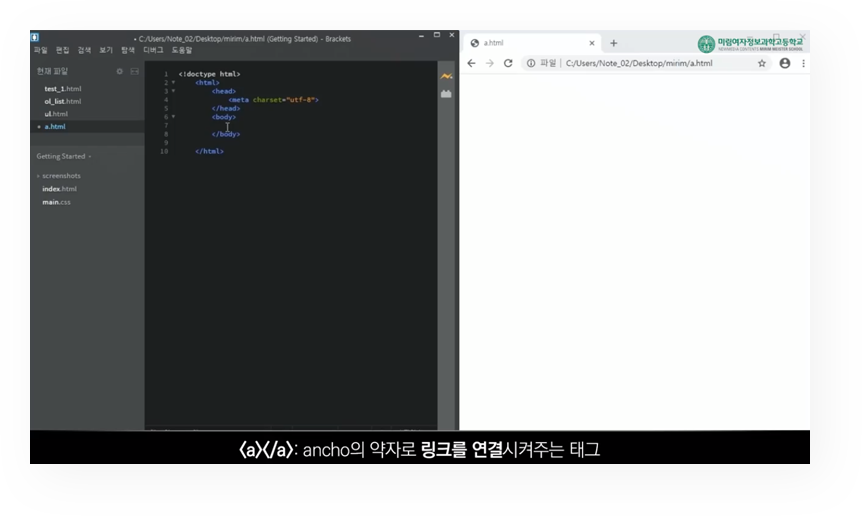 • C:/Users/Note_02/Desktop/mirim/a.html (Getting Started) - Brackets
파일 편집 검색 보기 탐색 디버그 도움말
현재 파일
test_1.html
ol_list.html
ul.html
• a.html
Getting Started
screenshots
index.html
main.css
1 <!doctype html>
2 <html>
3 <head>
4 <meta charset="utf-8">
5 </head>
6 <body>
7
8 </body>
9
10 </html>
a.html
미림여자정보과학고등학교
파일 | C:/Users/Note_02/Desktop/mirim/a.html
<a></a>: ancho의 약자로 링크를 연결시켜주는 태그